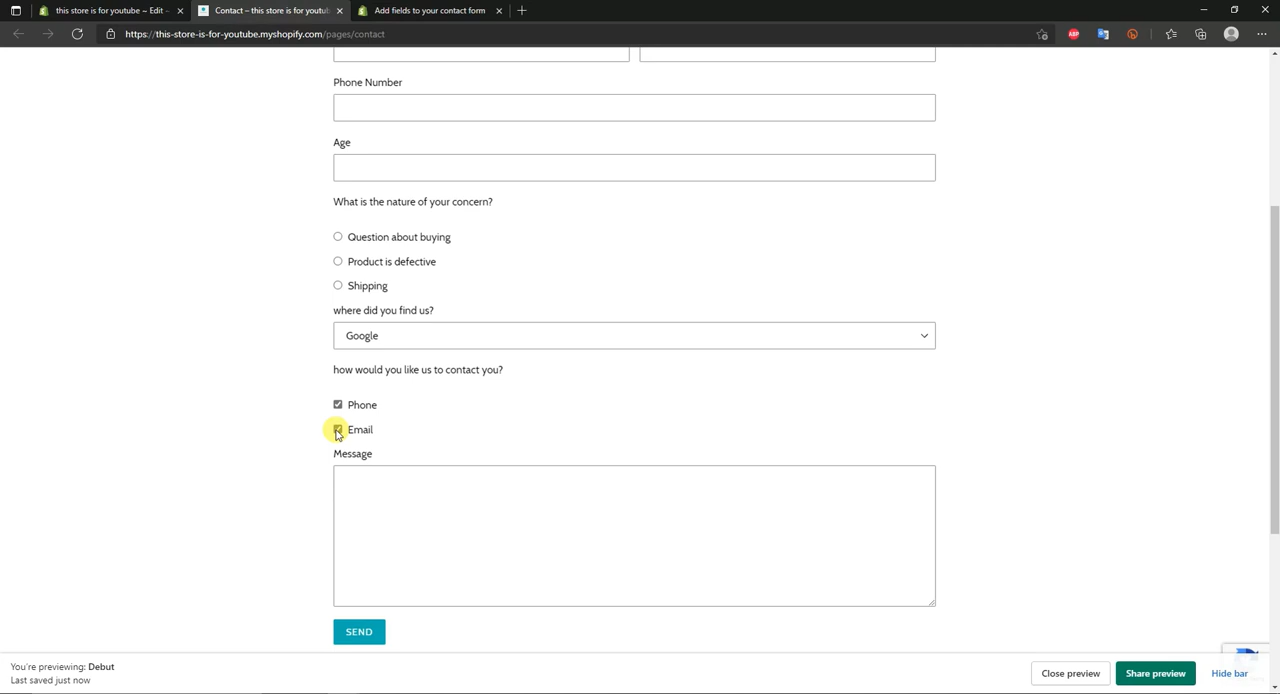 this store is for youtube ~ Edit -
Contact – this store is for youtu
Add fields to your contact form
https://this-store-is-for-youtube.myshopify.com/pages/contact
ABP
Phone Number
Age
What is the nature of your concern?
Question about buying
Product is defective
Shipping
where did you find us?
Google
how would you like us to contact you?
Phone
Email
Message
SEND
You're previewing: Debut
Last saved just now
Close preview
Share preview
Hide bar